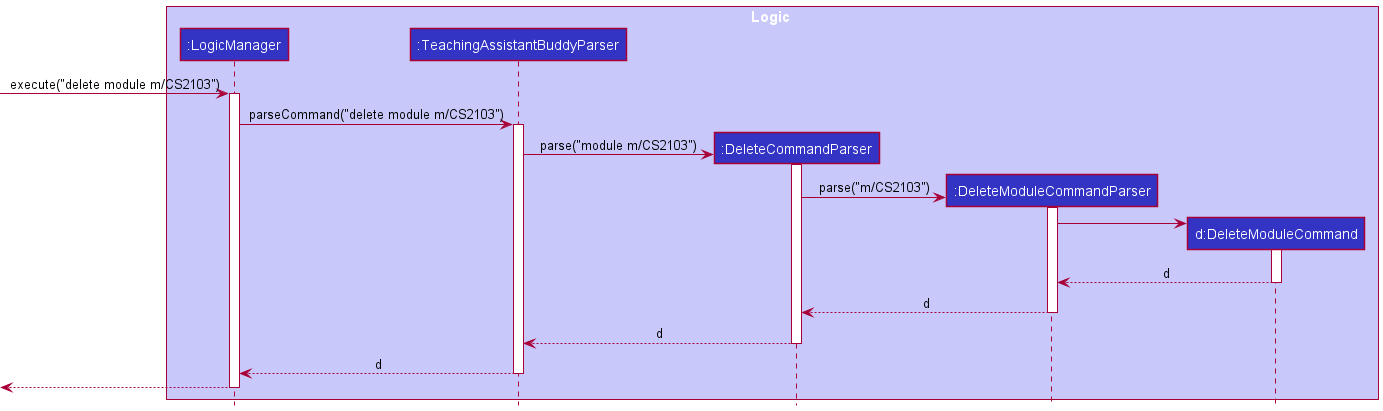 Logic
:LogicManager
:TeachingAssistantBuddyParser
execute("delete module m/CS2103")
parseCommand("delete module m/CS2103")
parse("module m/CS2103")
:DeleteCommandParser
parse("m/CS2103")
:DeleteModuleCommandParser
d:DeleteModuleCommand
d
d
d
d